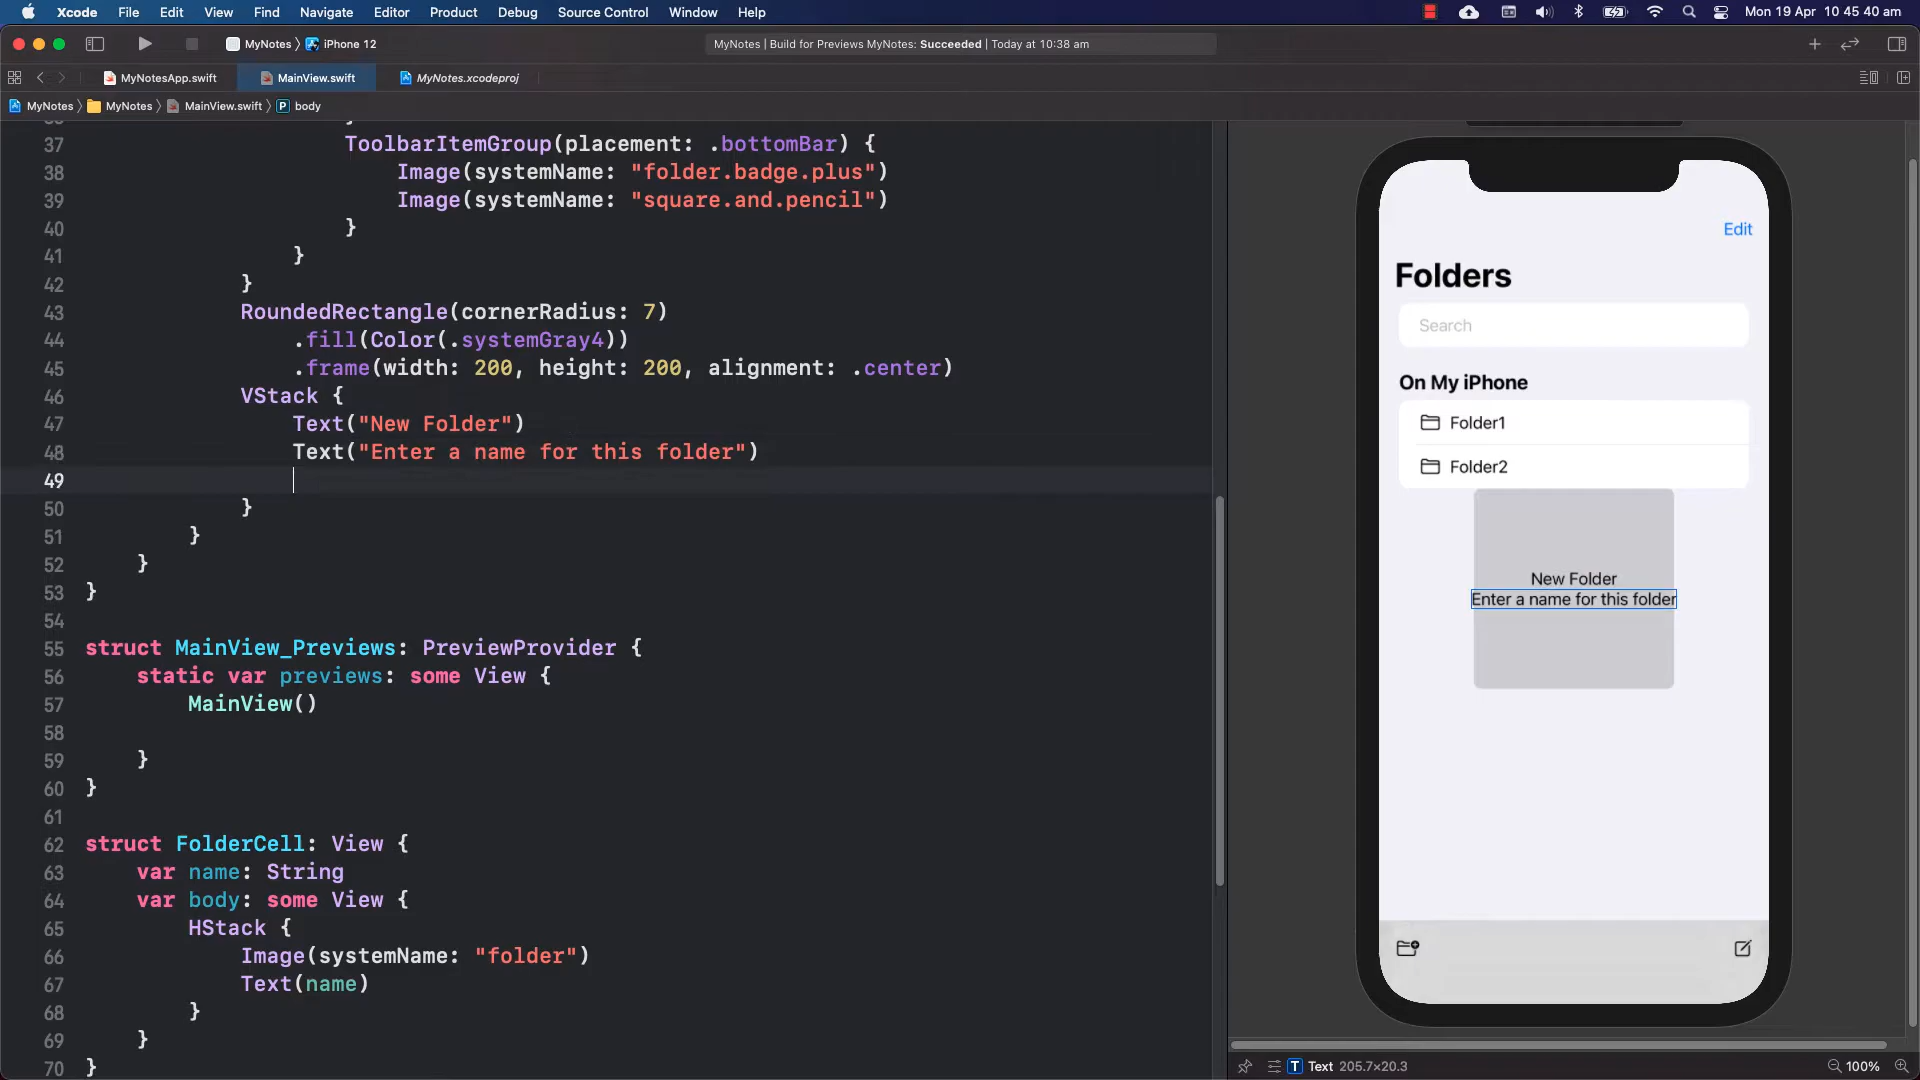 Xcode File Edit View Find Navigate Editor Product Debug Source Control Window Help Mon 19 Apr 10 45 40 am
MyNotes iPhone 12 MyNotes | Build for Previews MyNotes: Succeeded | Today at 10:38 am
MyNotesApp.swift MainView.swift MyNotes.xcodeproj
MyNotes MyNotes MainView.swift P body
37 ToolbarItemGroup(placement: .bottomBar) {
38 Image(systemName: "folder.badge.plus")
39 Image(systemName: "square.and.pencil")
40 }
41 }
42 }
43 RoundedRectangle(cornerRadius: 7)
44 .fill(Color(.systemGray4))
45 .frame(width: 200, height: 200, alignment: .center)
46 VStack {
47 Text("New Folder")
48 Text("Enter a name for this folder")
49
50 }
51 }
52 }
53 }
54
55 struct MainView_Previews: PreviewProvider {
56 static var previews: some View {
57 MainView()
58
59 }
60 }
61
62 struct FolderCell: View {
63 var name: String
64 var body: some View {
65 HStack {
66 Image(systemName: "folder")
67 Text(name)
68 }
69 }
70 }
Edit
Folders
Search
On My iPhone
Folder1
Folder2
New Folder
Enter a name for this folder
T Text 205.7×20.3 100%